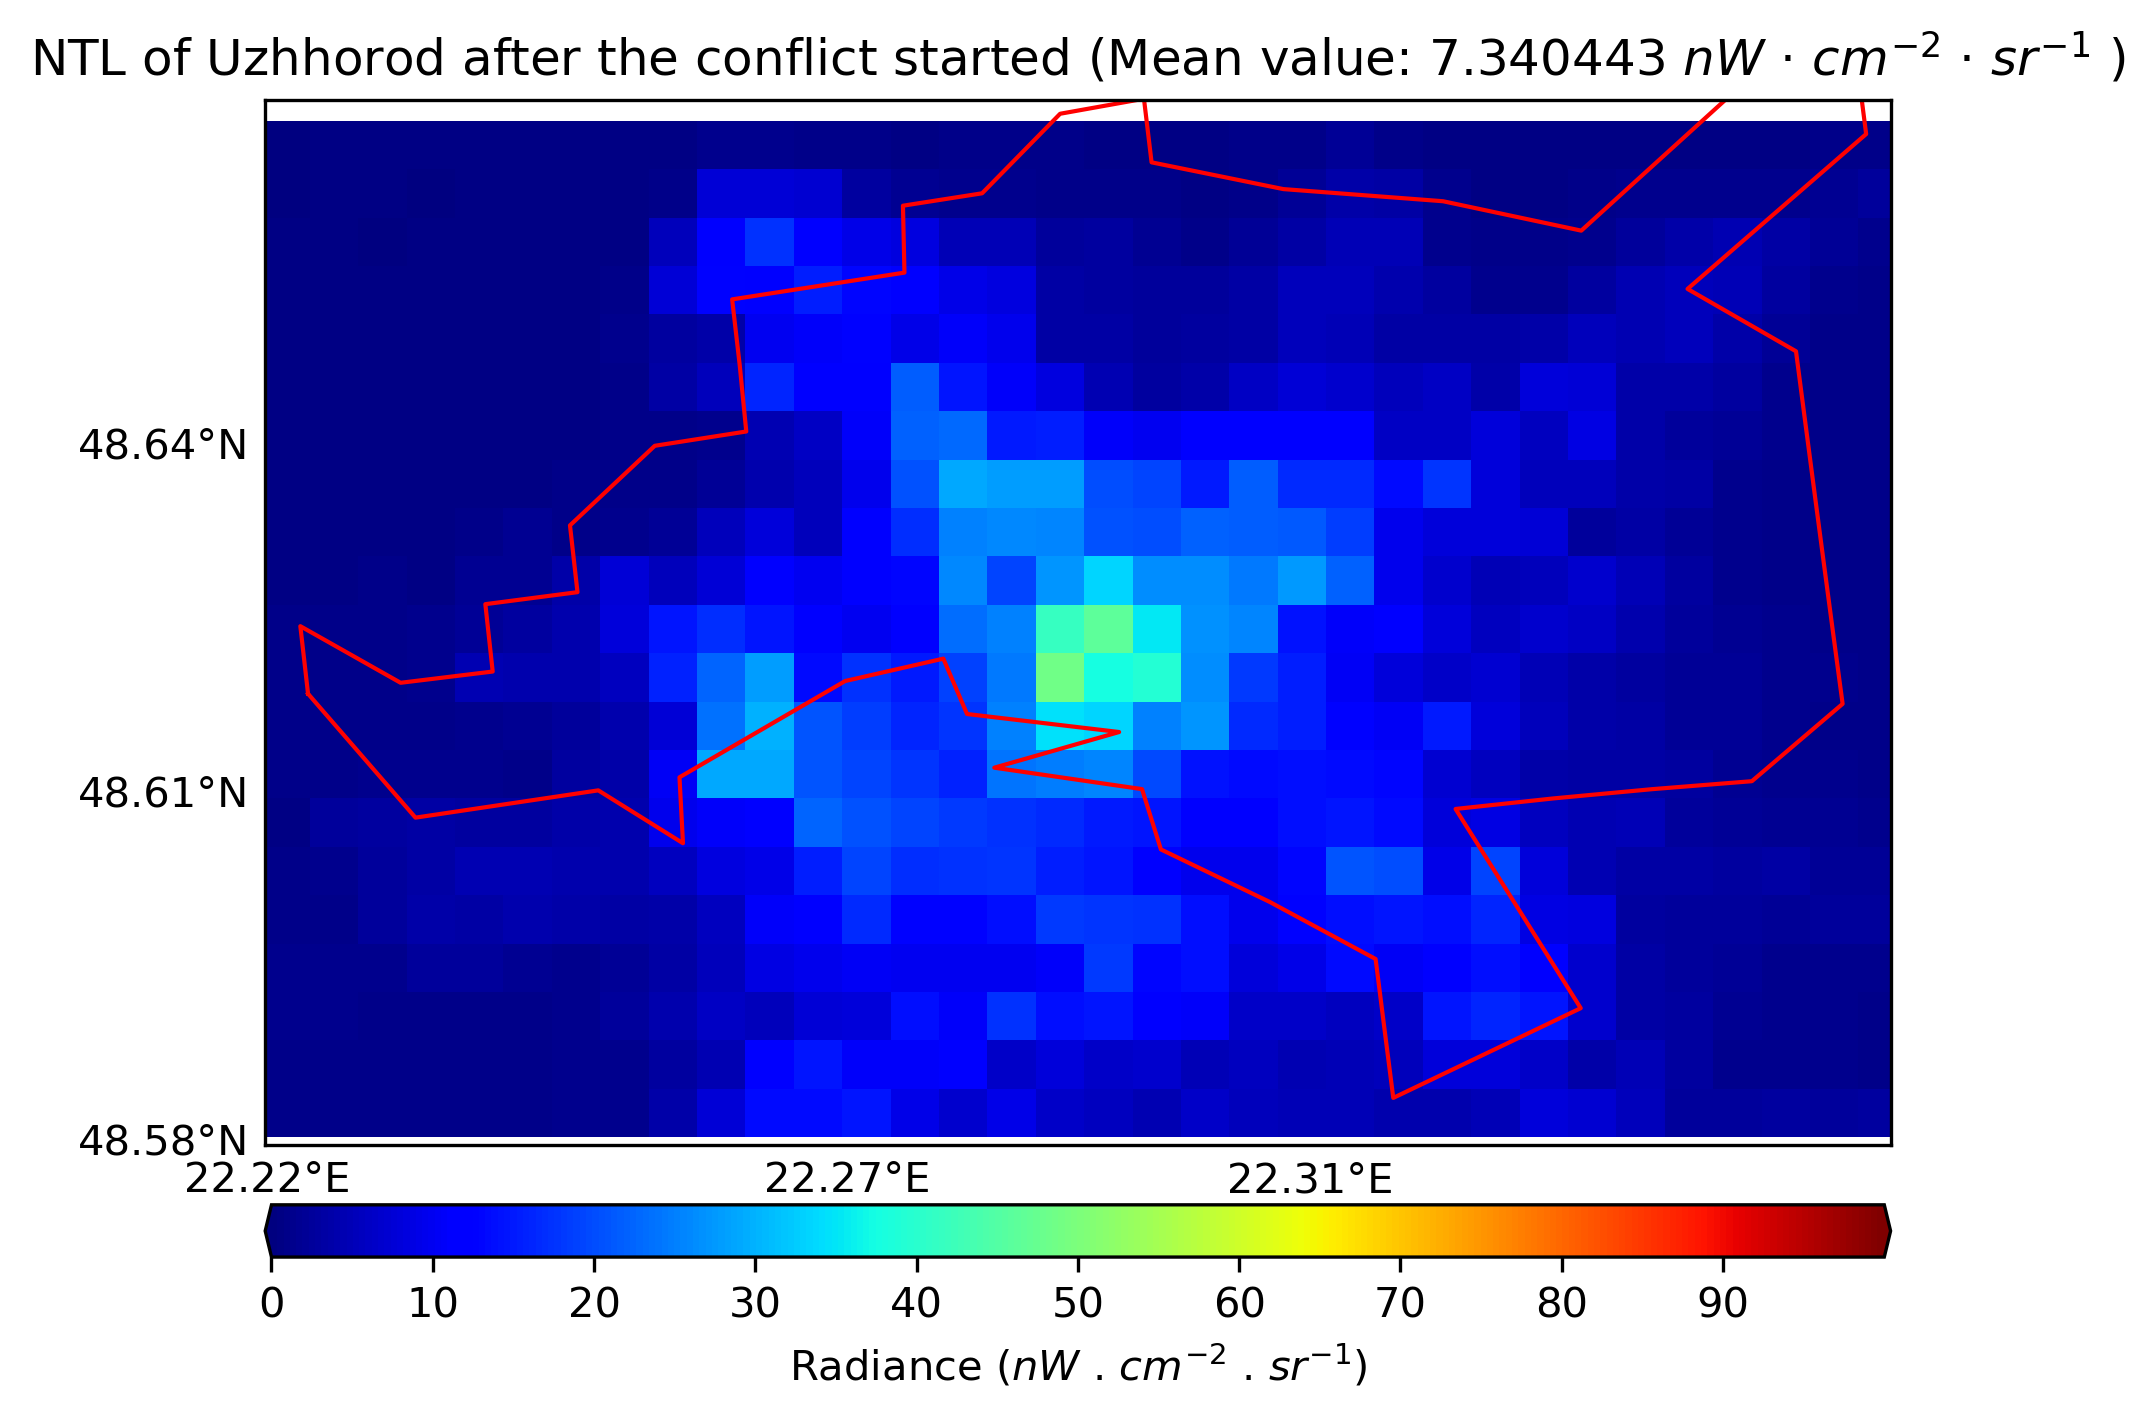 NTL of Uzhhorod after the conflict started (Mean value: 7.340443 nW · cm⁻² · sr⁻¹ )
48.64°N
48.61°N
48.58°N
22.22°E 22.27°E 22.31°E
0 10 20 30 40 50 60 70 80 90
Radiance (nW . cm⁻² . sr⁻¹)